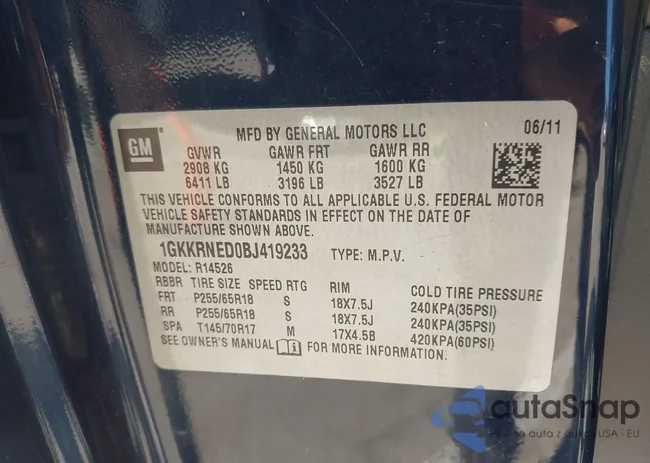 GM
MFD BY GENERAL MOTORS LLC
06/11
GVWR GAWR FRT GAWR RR
2908 KG 1450 KG 1600 KG
6411 LB 3196 LB 3527 LB
THIS VEHICLE CONFORMS TO ALL APPLICABLE U.S. FEDERAL MOTOR
VEHICLE SAFETY STANDARDS IN EFFECT ON THE DATE OF
MANUFACTURE SHOWN ABOVE.
1GKKRNED0BJ419233 TYPE: M.P.V.
MODEL: R14526
RBBR TIRE SIZE SPEED RTG RIM COLD TIRE PRESSURE
FRT P255/65R18 S 18X7.5J 240KPA(35PSI)
RR P255/65R18 S 18X7.5J 240KPA(35PSI)
SPA T145/70R17 M 17X4.5B 420KPA(60PSI)
SEE OWNER'S MANUAL FOR MORE INFORMATION.
autaSnap
auta z USA i EU